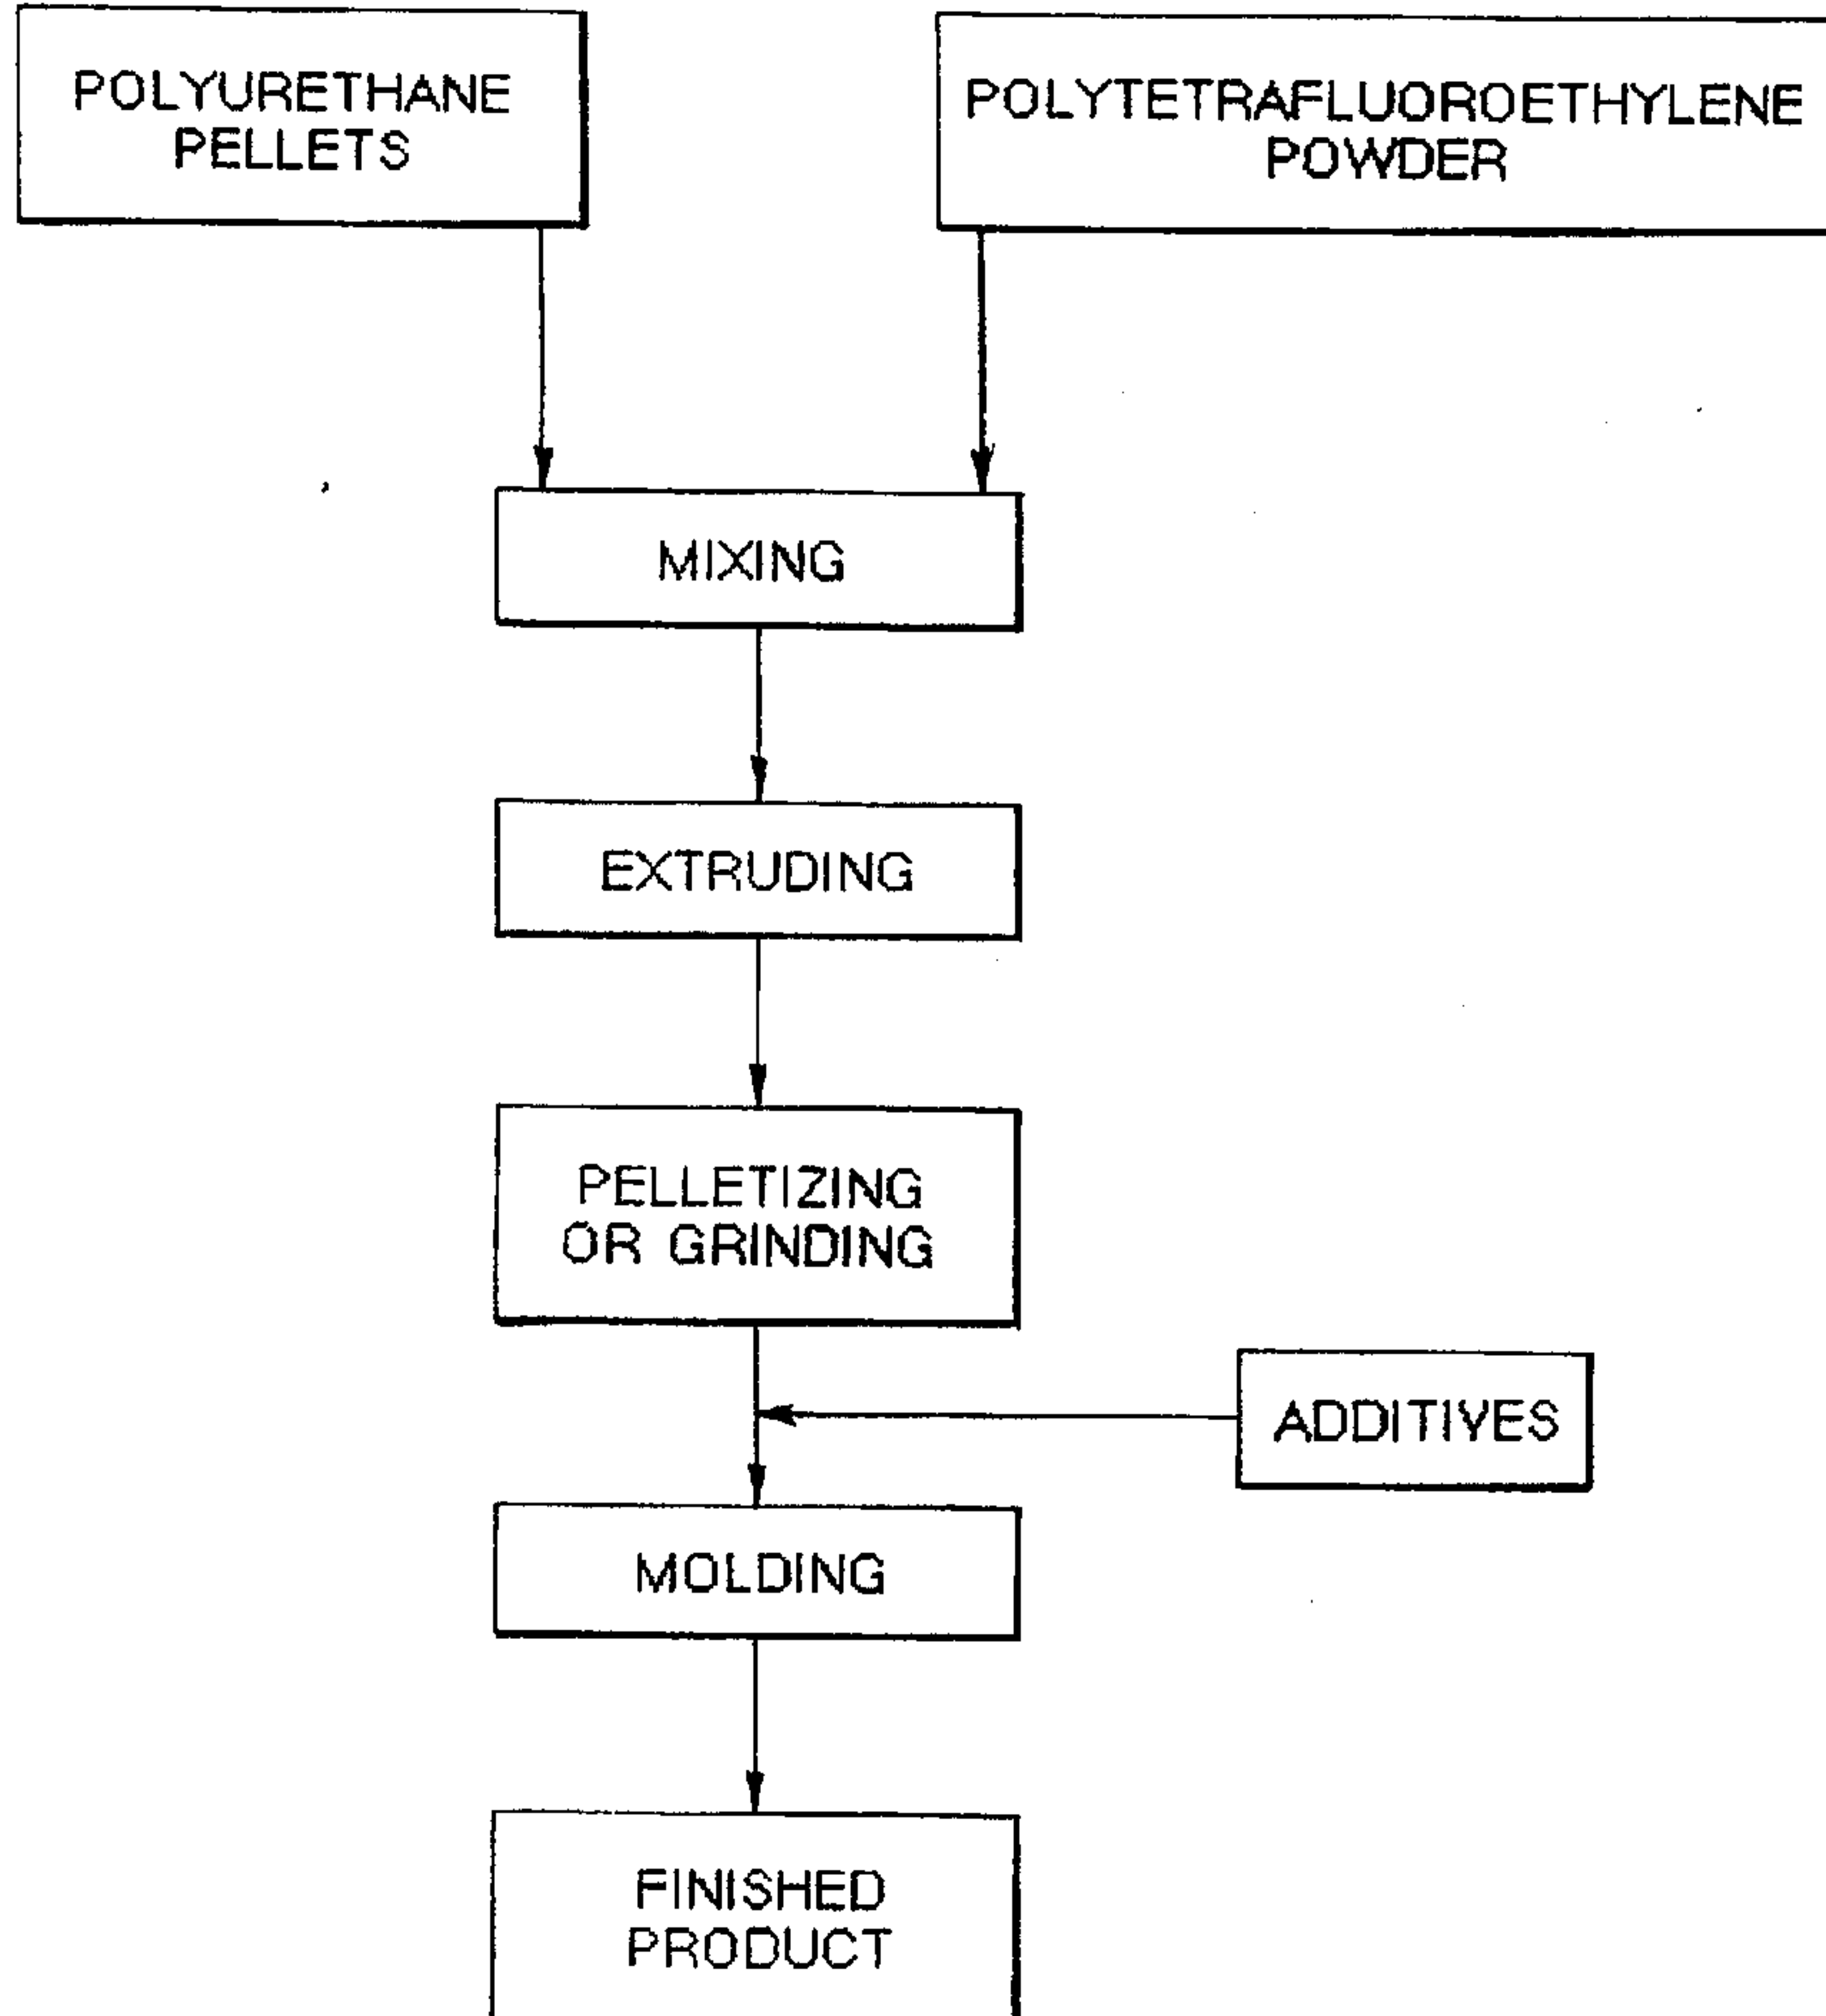 POLYURETHANE
PELLETS
POLYTETRAFLUOROETHYLENE
POWDER
MIXING
EXTRUDING
PELLETIZING
OR GRINDING
ADDITIVES
MOLDING
FINISHED
PRODUCT